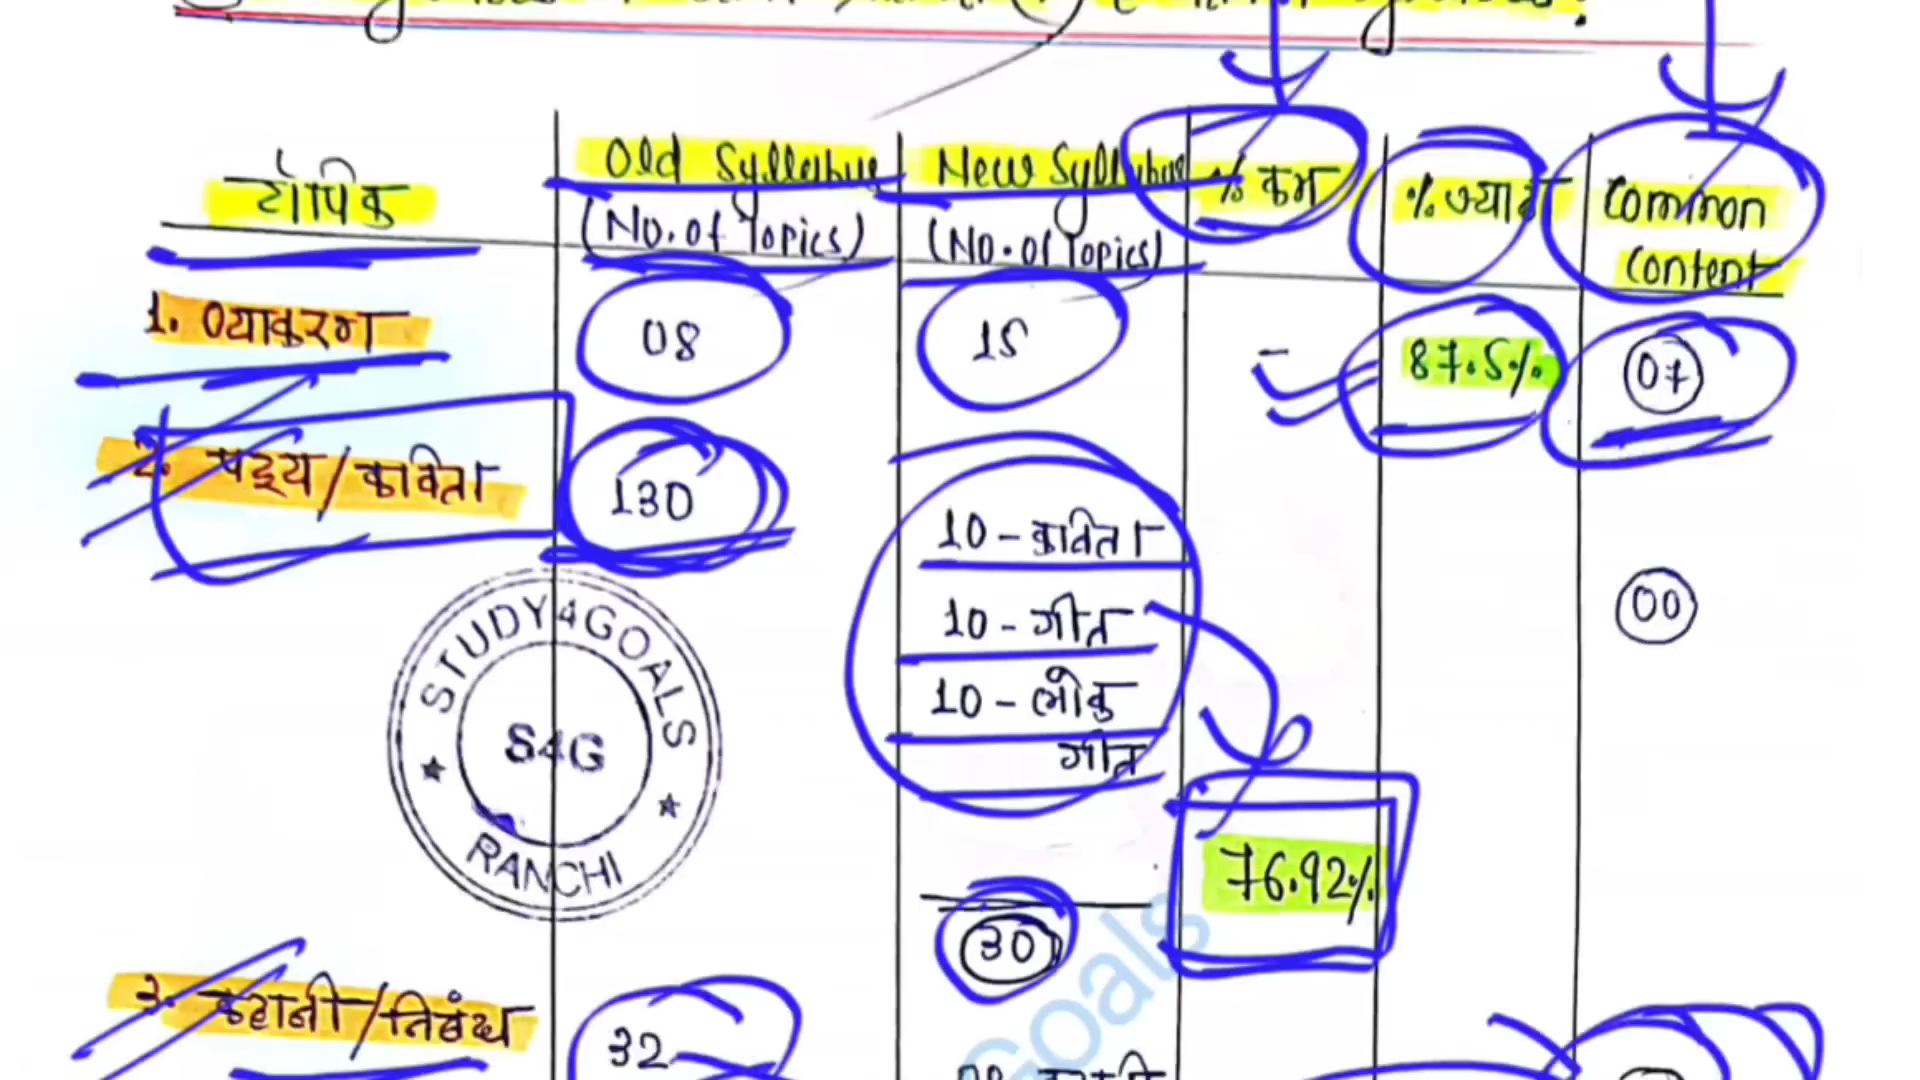 टॉपिक
Old Syllabus
(No. of Topics)
New Syllabus
(No. of Topics)
% कम
% ज्यादा
Common
Content
1. व्याकरण
08
15
87.5%
07
2. पद्द्य/कविता
130
10 - कविता
10 - गीत
10 - लोक
गीत
00
30
76.92%
STUDY4GOALS
S4G
RANCHI
Goals
3. कहानी/निबंध
32